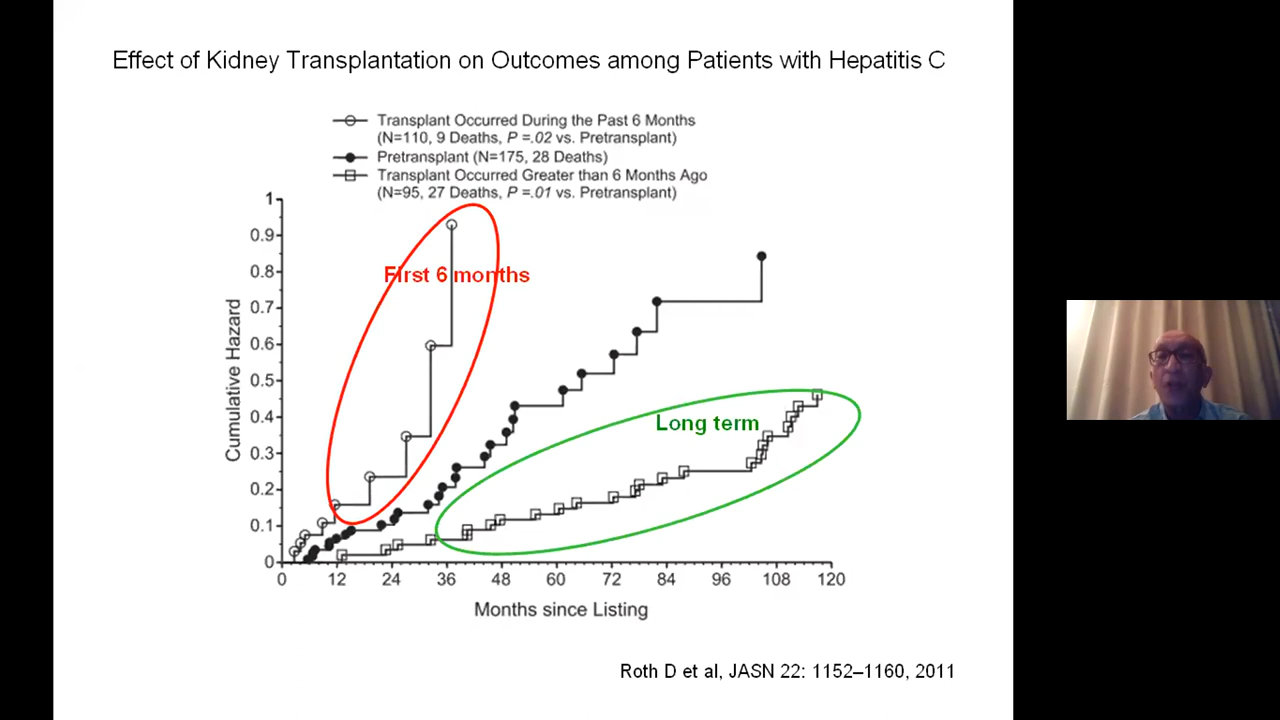 Effect of Kidney Transplantation on Outcomes among Patients with Hepatitis C
Transplant Occurred During the Past 6 Months
(N=110, 9 Deaths, P =.02 vs. Pretransplant)
Pretransplant (N=175, 28 Deaths)
Transplant Occurred Greater than 6 Months Ago
(N=95, 27 Deaths, P =.01 vs. Pretransplant)
1
0.9
0.8
0.7
0.6
0.5
0.4
0.3
0.2
0.1
0
Cumulative Hazard
First 6 months
Long term
0 12 24 36 48 60 72 84 96 108 120
Months since Listing
Roth D et al, JASN 22: 1152–1160, 2011